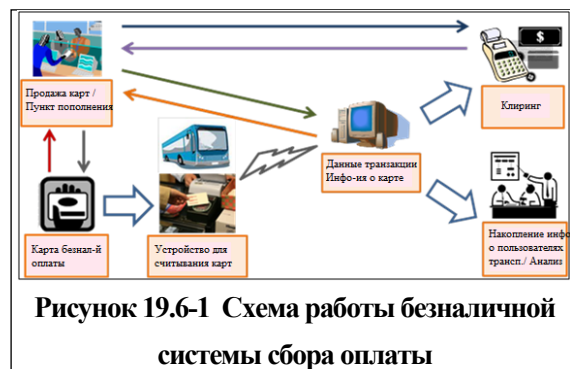 Продажа карт /
Пункт пополнения
$
Клиринг
Данные транзакции
Инфо-ия о карте
Карта безнал-й
оплаты
Устройство для
считывания карт
Накопление инфо
о пользователях
трансп./ Анализ
Рисунок 19.6-1 Схема работы безналичной
системы сбора оплаты